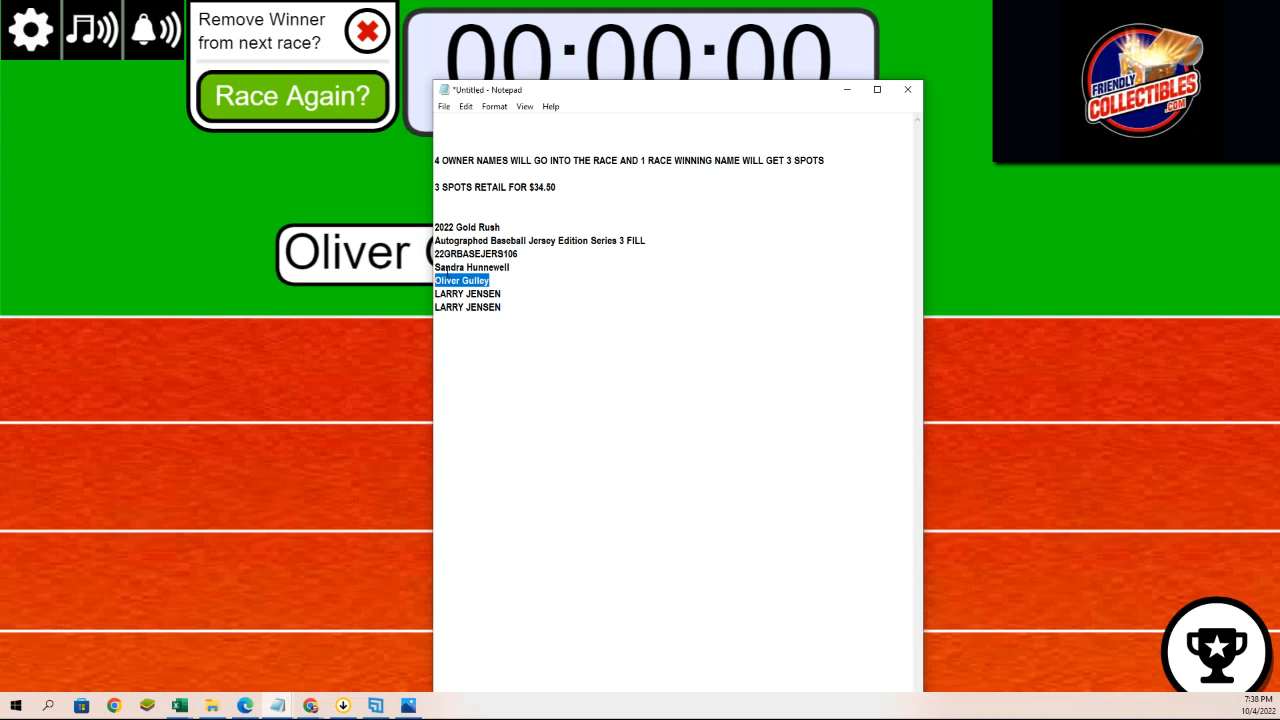 Remove Winner
from next race?
Race Again?
00:00:00
FRIENDLY
COLLECTIBLES
.COM
*Untitled - Notepad
File Edit Format View Help
4 OWNER NAMES WILL GO INTO THE RACE AND 1 RACE WINNING NAME WILL GET 3 SPOTS
3 SPOTS RETAIL FOR $34.50
2022 Gold Rush
Autographed Baseball Jersey Edition Series 3 FILL
22GRBASEJERS106
Sandra Hunnewell
Oliver Gulley
LARRY JENSEN
LARRY JENSEN
Oliver
7:38 PM
10/4/2022